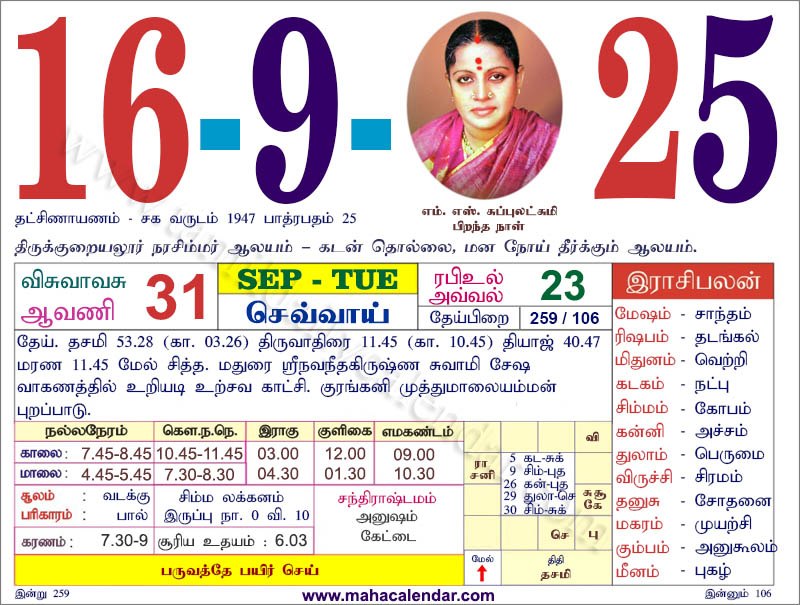 16-9- 25
எம். எஸ். சுப்புலட்சுமி
பிறந்த நாள்
தட்சிணாயணம் - சக வருடம் 1947 பாத்ரபதம் 25
திருக்குறையலூர் நரசிம்மர் ஆலயம் – கடன் தொல்லை, மன நோய் தீர்க்கும் ஆலயம்.
விசுவாவசு
ஆவணி 31
SEP - TUE
செவ்வாய்
ரபிஉல்
அவ்வல் 23
தேய்பிறை 259 / 106
இராசிபலன்
மேஷம் - சாந்தம்
ரிஷபம் - தடங்கல்
மிதுனம் - வெற்றி
கடகம் - நட்பு
சிம்மம் - கோபம்
கன்னி - அச்சம்
துலாம் - பெருமை
விருச்சி - சிரமம்
தனுசு - சோதனை
மகரம் - முயற்சி
கும்பம் - அனுகூலம்
மீனம் - புகழ்
தேய். தசமி 53.28 (கா. 03.26) திருவாதிரை 11.45 (கா. 10.45) தியாஜ் 40.47
மரண 11.45 மேல் சித்த. மதுரை ஸ்ரீநவநீதகிருஷ்ண சுவாமி சேஷ
வாகணத்தில் உறியடி உற்சவ காட்சி. குரங்கனி முத்துமாலையம்மன்
புறப்பாடு.
நல்லநேரம் கௌ.ந.நெ. இராகு குளிகை எமகண்டம்
காலை: 7.45-8.45 10.45-11.45 03.00 12.00 09.00
மாலை: 4.45-5.45 7.30-8.30 04.30 01.30 10.30
சூலம் : வடக்கு சிம்ம லக்கனம்
பரிகாரம் : பால் இருப்பு நா. 0 வி. 10
சந்திராஷ்டமம்
அனுஷம்
கேட்டை
கரணம் : 7.30-9 சூரிய உதயம் : 6.03
பருவத்தே பயிர் செய்
வி
ரா
சனி
5 கட-சுக்
9 சிம்-புத
26 கன்-புத
29 துலா-செ
30 சிம்-சுக்
சுசூ
கே
செ பு
மேல்
திதி
தசமி
இன்று 259
www.mahacalendar.com
இன்னும் 106